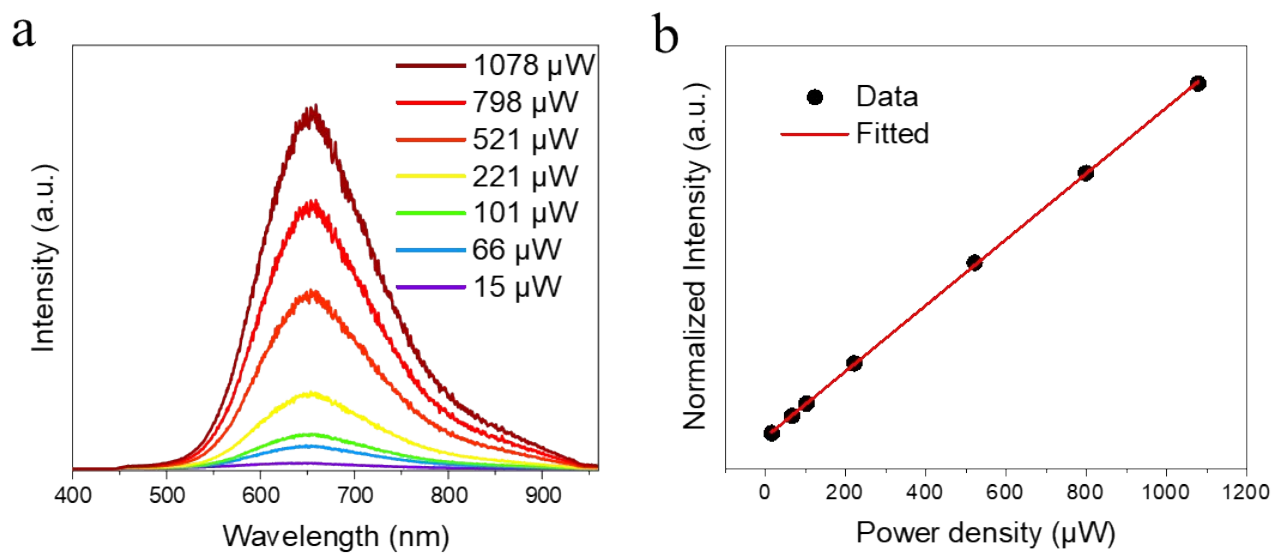 a
1078 µW
798 µW
521 µW
221 µW
101 µW
66 µW
15 µW
Intensity (a.u.)
400
500
600
700
800
900
Wavelength (nm)
b
Data
Fitted
Normalized Intensity (a.u.)
0
200
400
600
800
1000
1200
Power density (µW)